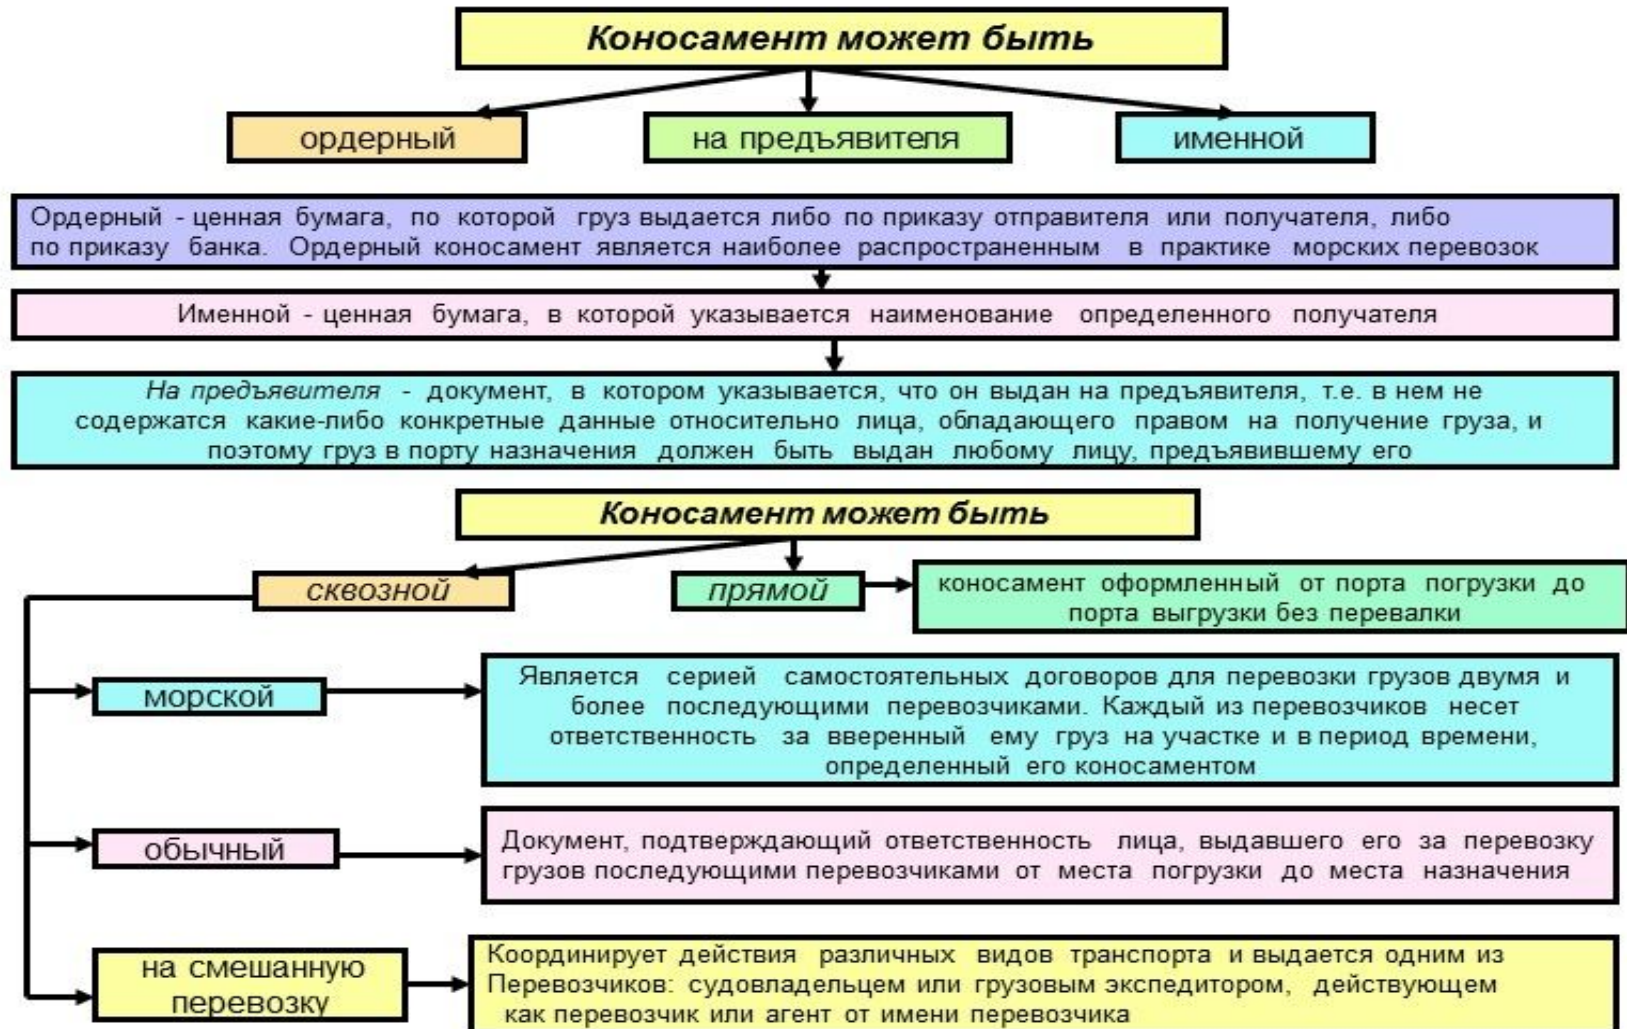 Коносамент может быть
ордерный
на предъявителя
именной
Ордерный - ценная бумага, по которой груз выдается либо по приказу отправителя или получателя, либо
по приказу банка. Ордерный коносамент является наиболее распространенным в практике морских перевозок
Именной - ценная бумага, в которой указывается наименование определенного получателя
На предъявителя - документ, в котором указывается, что он выдан на предъявителя, т.е. в нем не
содержатся какие-либо конкретные данные относительно лица, обладающего правом на получение груза, и
поэтому груз в порту назначения должен быть выдан любому лицу, предъявившему его
Коносамент может быть
сквозной
прямой
коносамент оформленный от порта погрузки до
порта выгрузки без перевалки
морской
Является серией самостоятельных договоров для перевозки грузов двумя и
более последующими перевозчиками. Каждый из перевозчиков несет
ответственность за вверенный ему груз на участке и в период времени,
определенный его коносаментом
обычный
Документ, подтверждающий ответственность лица, выдавшего его за перевозку
грузов последующими перевозчиками от места погрузки до места назначения
на смешанную
перевозку
Координирует действия различных видов транспорта и выдается одним из
Перевозчиков: судовладельцем или грузовым экспедитором, действующем
как перевозчик или агент от имени перевозчика